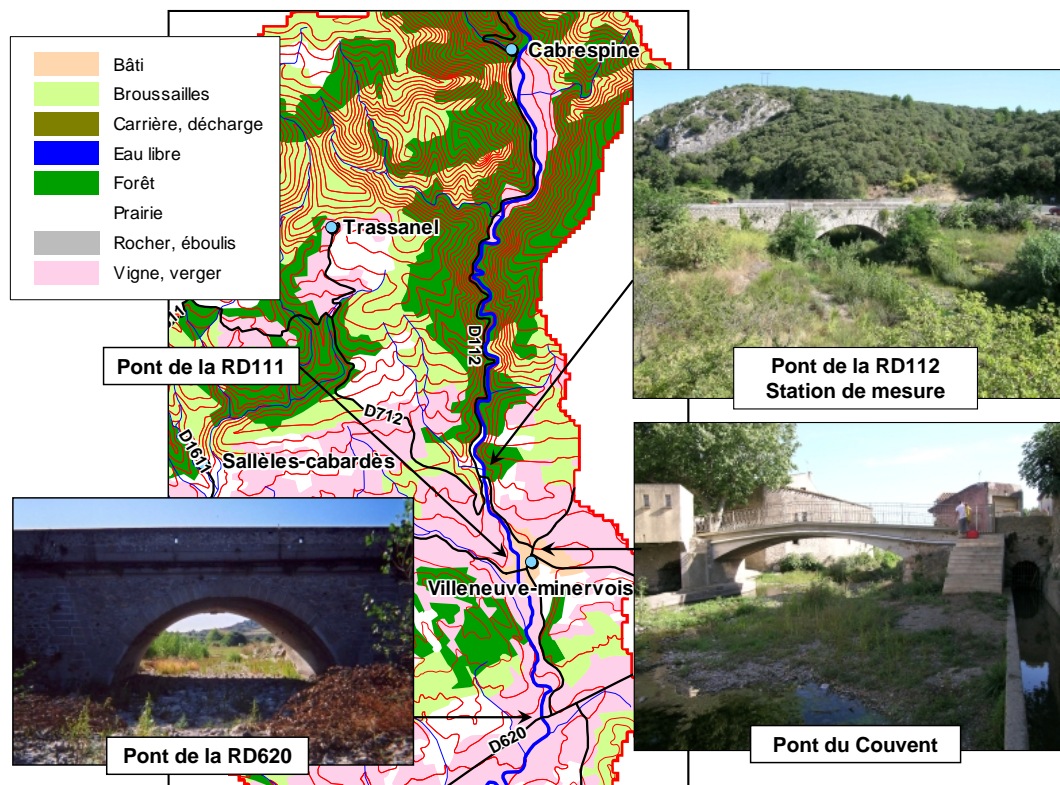 Bâti
Broussailles
Carrière, décharge
Eau libre
Forêt
Prairie
Rocher, éboulis
Vigne, verger
Cabrespine
Trassanel
Pont de la RD111
D112
Pont de la RD112
Station de mesure
D712
D1611
Sallèles-cabardès
Villeneuve-minervois
D620
Pont de la RD620
Pont du Couvent